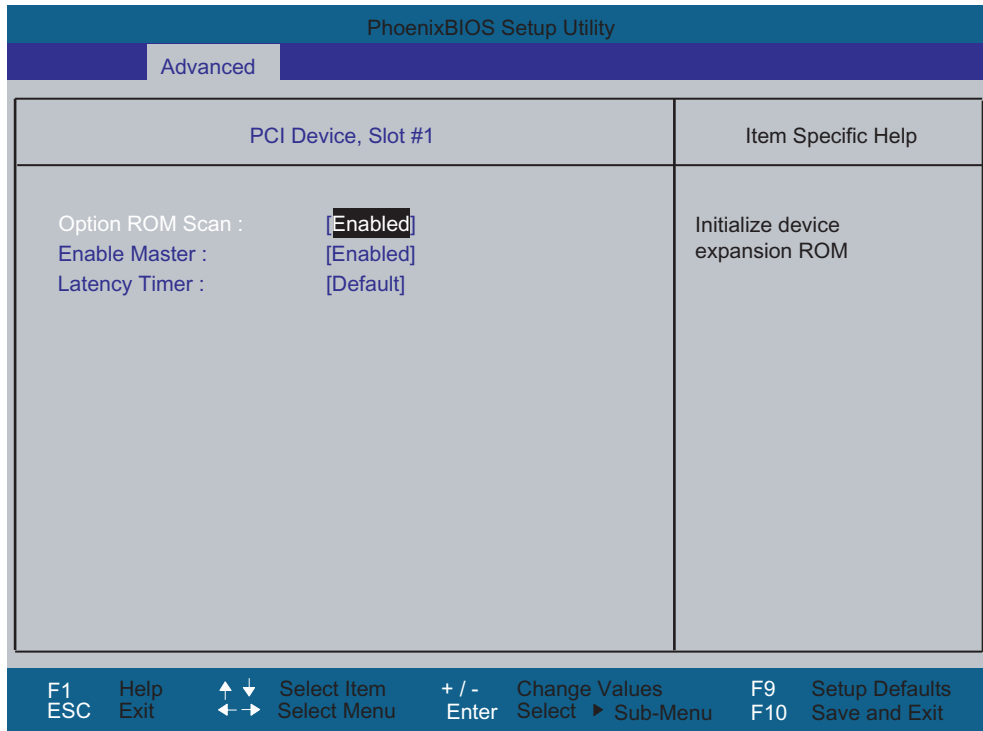 PhoenixBIOS Setup Utility
Advanced
PCI Device, Slot #1
Item Specific Help
Option ROM Scan : [Enabled]
Enable Master : [Enabled]
Latency Timer : [Default]
Initialize device
expansion ROM
F1 Help Select Item + / - Change Values F9 Setup Defaults
ESC Exit Select Menu Enter Select Sub-Menu F10 Save and Exit